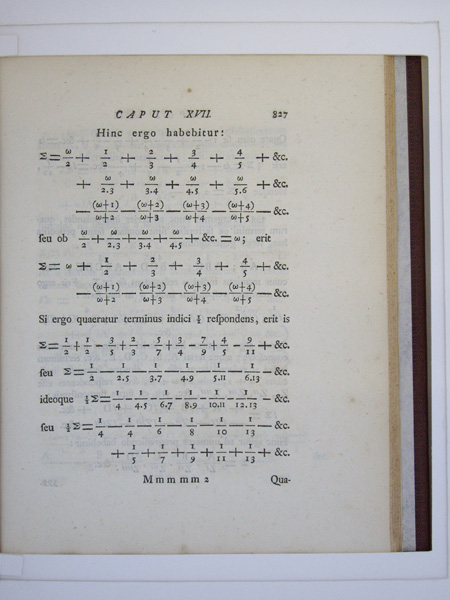 CAPUT XVII. 827
Hinc ergo habebitur:
Σ = ω/2 + 1/2 + 2/3 + 3/4 + 4/5 + &c.
+ ω/2.3 + ω/3.4 + ω/4.5 + ω/5.6 + &c.
— (ω+1)/ω+2 — (ω+2)/ω+3 — (ω+3)/ω+4 — (ω+4)/ω+5 — &c.
ſeu ob ω/2 + ω/2.3 + ω/3.4 + ω/4.5 + &c. = ω; erit
Σ = ω + 1/2 + 2/3 + 3/4 + 4/5 + &c.
— (ω+1)/ω+2 — (ω+2)/ω+3 — (ω+3)/ω+4 — (ω+4)/ω+5 — &c.
Si ergo quaeratur terminus indici ½ reſpondens, erit is
Σ = 1/2 + 1/2 — 3/5 + 2/3 — 5/7 + 3/4 — 7/9 + 4/5 — 9/11 + &c.
ſeu Σ = 1/2 — 1/2.5 — 1/3.7 — 1/4.9 — 1/5.11 — 1/6.13 — &c.
ideoque ½Σ = 1/4 — 1/4.5 — 1/6.7 — 1/8.9 — 1/10.11 — 1/12.13 — &c.
ſeu ½Σ = 1/4 — 1/4 — 1/6 — 1/8 — 1/10 — 1/13 — &c.
+ 1/5 + 1/7 + 1/9 + 1/11 + 1/13 + &c.
Mmmmm 2 Qua-